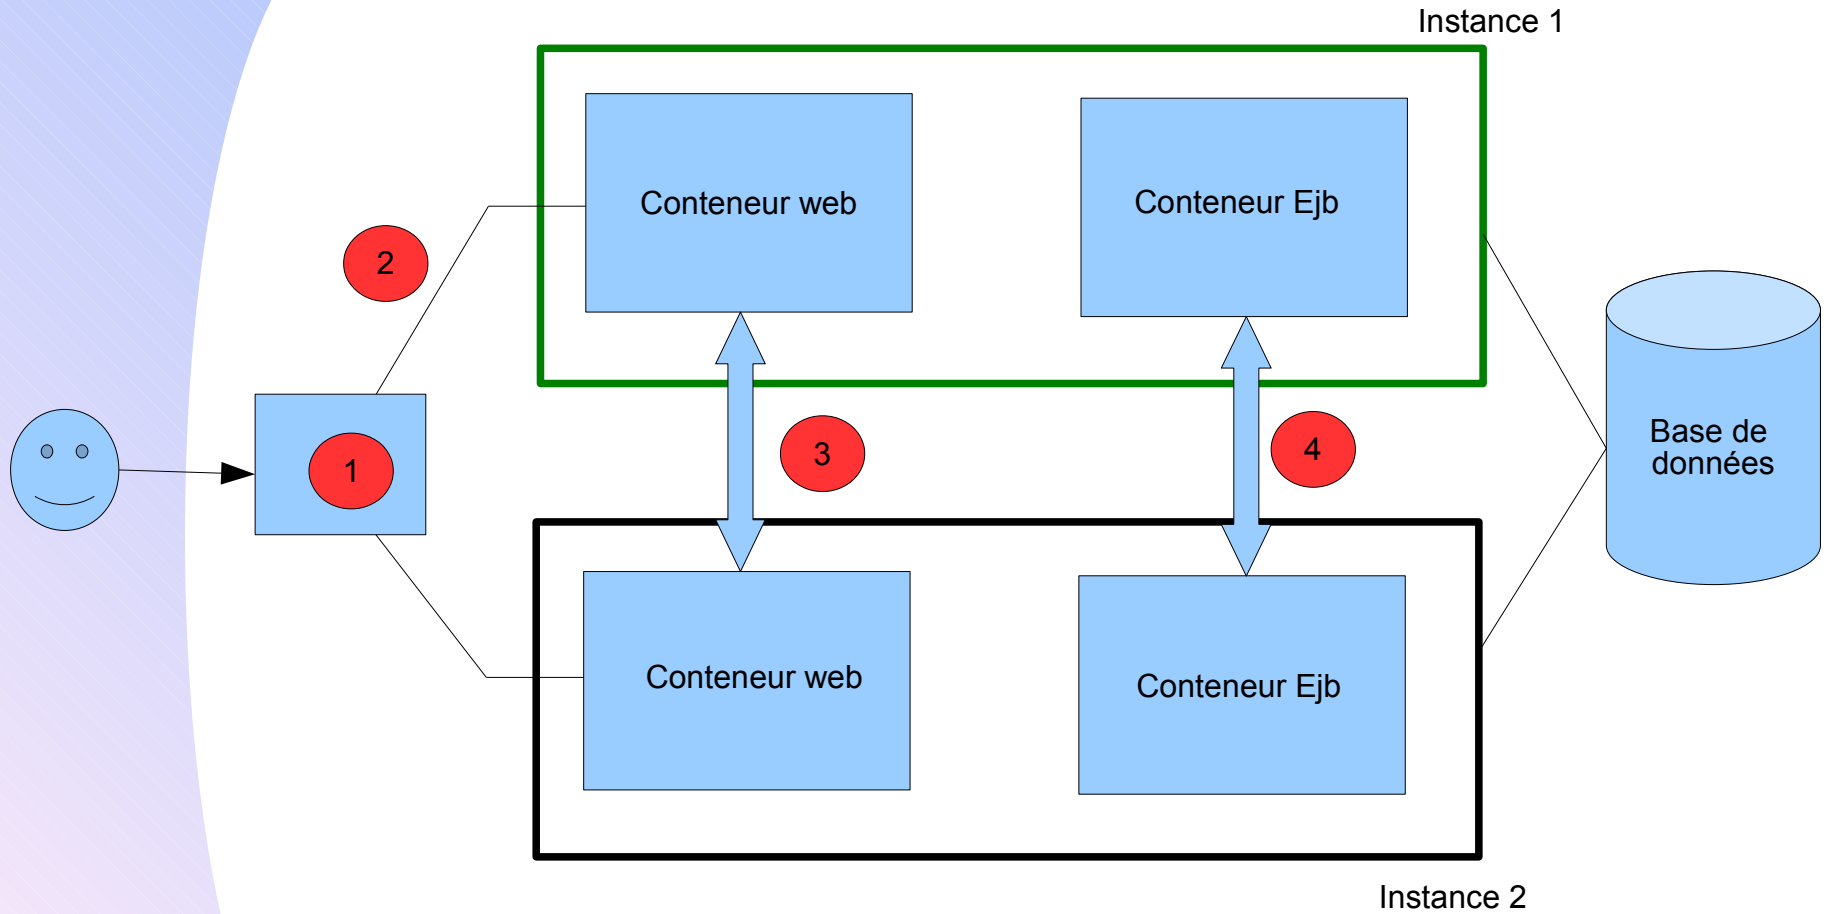 Instance 1
Conteneur web
Conteneur Ejb
2
1
3
4
Base de
données
Conteneur web
Conteneur Ejb
Instance 2